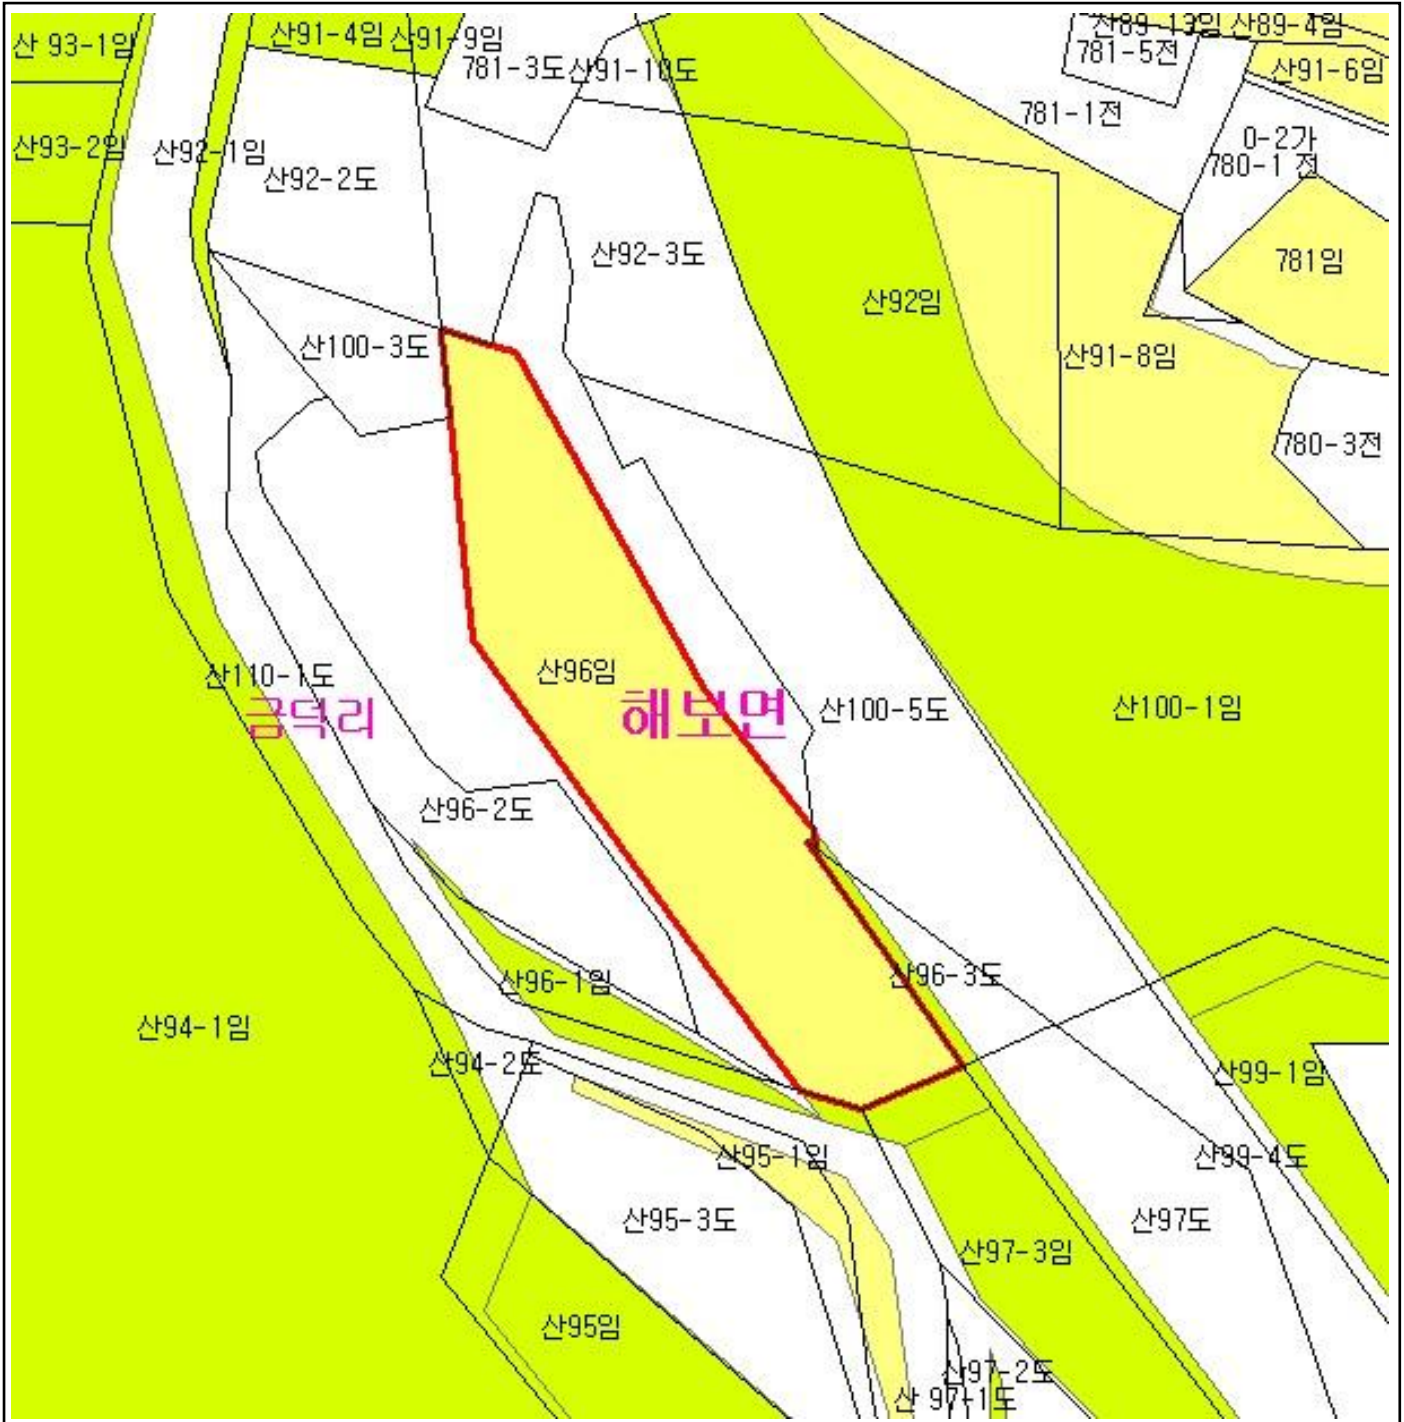 산 93-1임
산91-4임
산91-9임
781-3도
산91-10도
산89-13임
산89-4임
781-5전
산91-6임
781-1전
0-2가
780-1 전
산93-2임
산92-1임
산92-2도
산92-3도
781임
산92임
산100-3도
산91-8임
780-3전
산96임
산110-1도
금덕리
해보면
산100-5도
산100-1임
산96-2도
산96-1임
산96-3도
산94-1임
산94-2도
산99-1임
산95-1임
산99-4도
산95-3도
산97도
산97-3임
산95임
산97-2도
산 97-1도